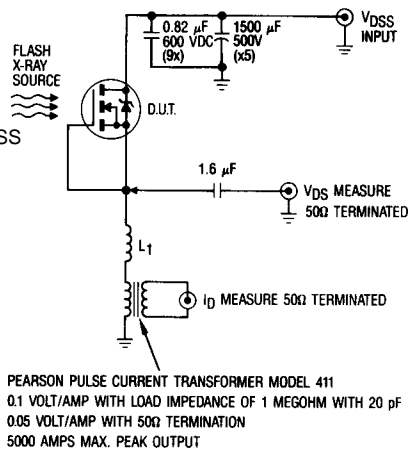 0.82 µF
600 VDC
(9x)
1500 µF
500V
(x5)
VDSS
INPUT
FLASH
X-RAY
SOURCE
SS
D.U.T.
1.6 µF
VDS MEASURE
50Ω TERMINATED
L1
ID MEASURE 50Ω TERMINATED
PEARSON PULSE CURRENT TRANSFORMER MODEL 411
0.1 VOLT/AMP WITH LOAD IMPEDANCE OF 1 MEGOHM WITH 20 pF
0.05 VOLT/AMP WITH 50Ω TERMINATION
5000 AMPS MAX. PEAK OUTPUT